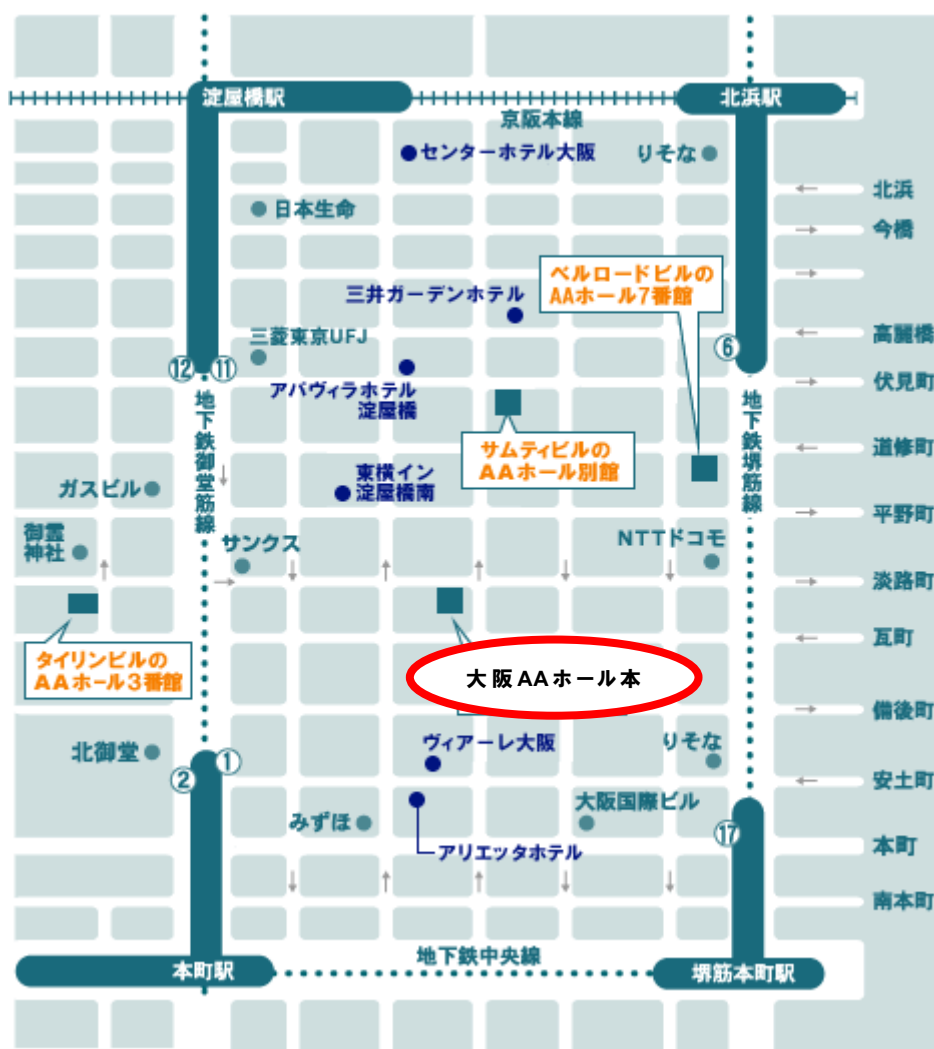 淀屋橋駅
北浜駅
京阪本線
センターホテル大阪
りそな
北浜
日本生命
今橋
ベルロードビルの
AAホール7番館
三井ガーデンホテル
三菱東京UFJ
高麗橋
⑫
⑪
⑥
アパヴィラホテル
淀屋橋
伏見町
地下鉄御堂筋線
地下鉄堺筋線
サムティビルの
AAホール別館
道修町
東横イン
淀屋橋南
ガスビル
平野町
御霊
神社
サンクス
NTTドコモ
淡路町
瓦町
タイリンビルの
AAホール3番館
大阪AAホール本
備後町
北御堂
①
②
ヴィアーレ大阪
りそな
安土町
みずほ
大阪国際ビル
⑰
本町
アリエッタホテル
南本町
地下鉄中央線
本町駅
堺筋本町駅